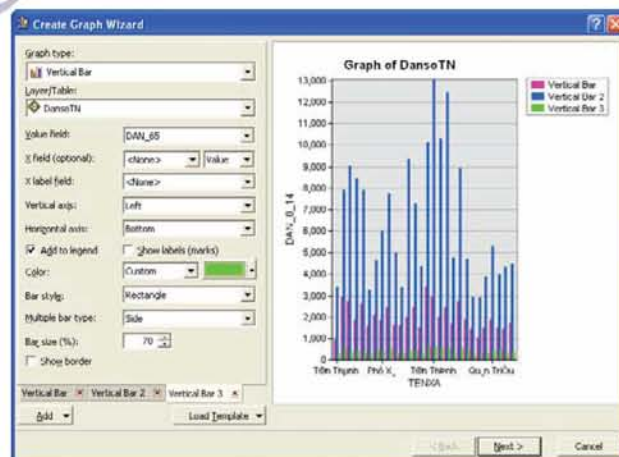 Create Graph Wizard
Graph type:
Vertical Bar
Layer/Table:
DansoTN
Value field:
DAN_65
X field (optional):
<None>
Value
X label field:
<None>
Vertical axis:
Left
Horizontal axis:
Bottom
Add to legend
Show labels (marks)
Color:
Custom
Bar style:
Rectangle
Multiple bar type:
Side
Bar size (%):
70
Show border
Vertical Bar
Vertical Bar 2
Vertical Bar 3
Add
Load Template
Graph of DansoTN
13,000
12,000
11,000
10,000
9,000
8,000
7,000
6,000
5,000
4,000
3,000
2,000
1,000
0
DAN_0_14
TENXA
Vertical Bar
Vertical Bar 2
Vertical Bar 3
< Back
Next >
Cancel